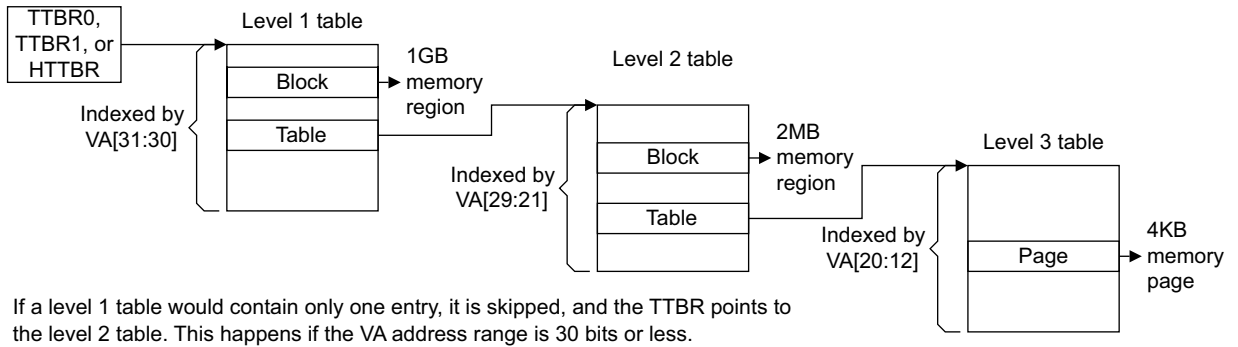 TTBR0,
TTBR1, or
HTTBR
Level 1 table
Block
Table
Indexed by
VA[31:30]
1GB
memory
region
Level 2 table
Block
Table
Indexed by
VA[29:21]
2MB
memory
region
Level 3 table
Page
Indexed by
VA[20:12]
4KB
memory
page
If a level 1 table would contain only one entry, it is skipped, and the TTBR points to
the level 2 table. This happens if the VA address range is 30 bits or less.